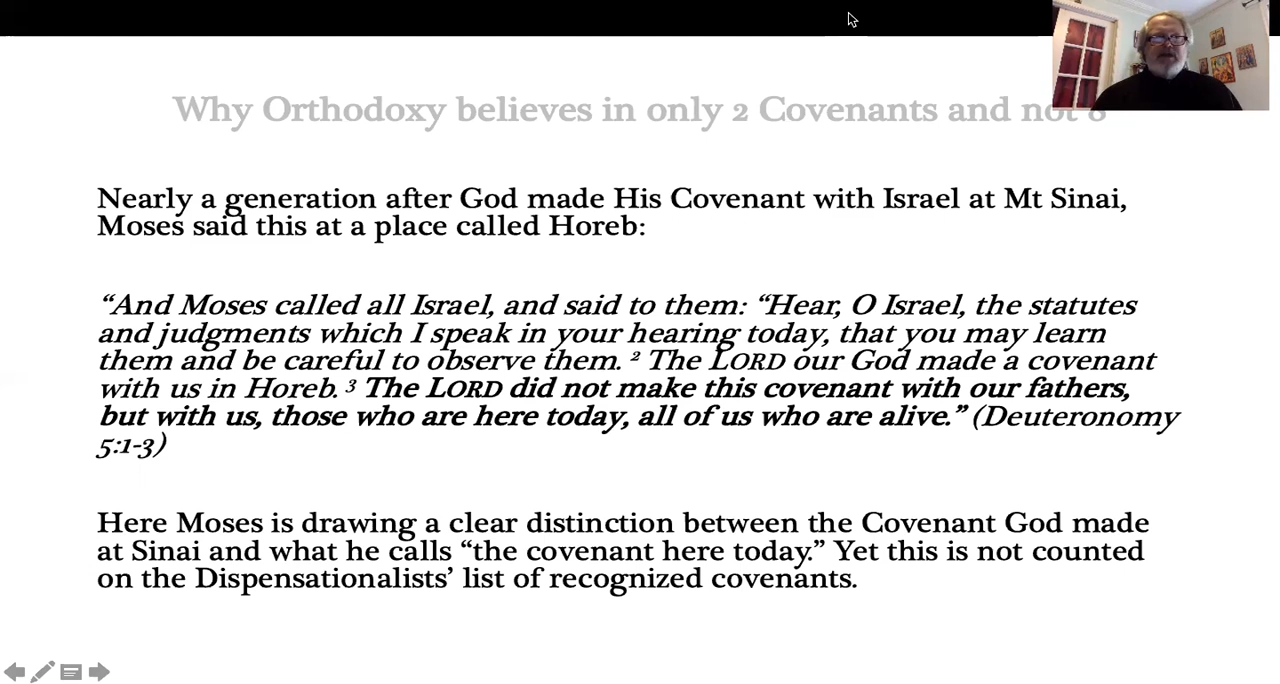 Why Orthodoxy believes in only 2 Covenants and not 8
Nearly a generation after God made His Covenant with Israel at Mt Sinai,
Moses said this at a place called Horeb:
“And Moses called all Israel, and said to them: “Hear, O Israel, the statutes
and judgments which I speak in your hearing today, that you may learn
them and be careful to observe them. ² The LORD our God made a covenant
with us in Horeb. ³ The LORD did not make this covenant with our fathers,
but with us, those who are here today, all of us who are alive.” (Deuteronomy
5:1-3)
Here Moses is drawing a clear distinction between the Covenant God made
at Sinai and what he calls “the covenant here today.” Yet this is not counted
on the Dispensationalists’ list of recognized covenants.